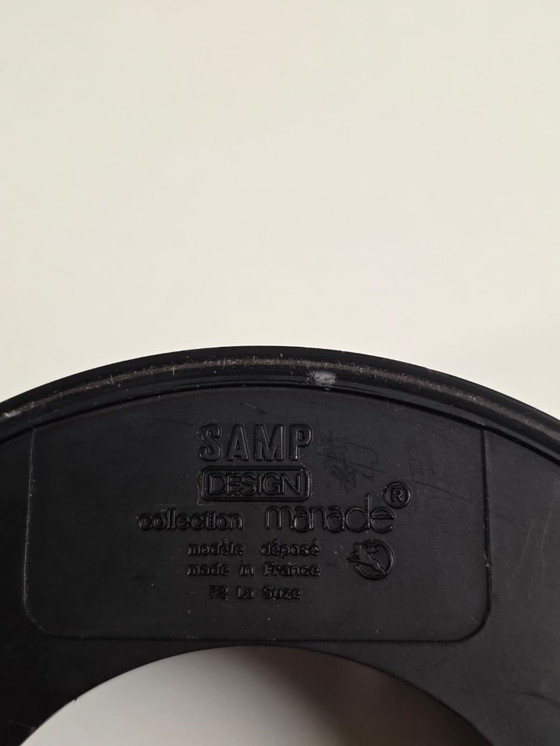 SAMP
DESIGN
collection manade®
modèle déposé
made in France
72 La Suze